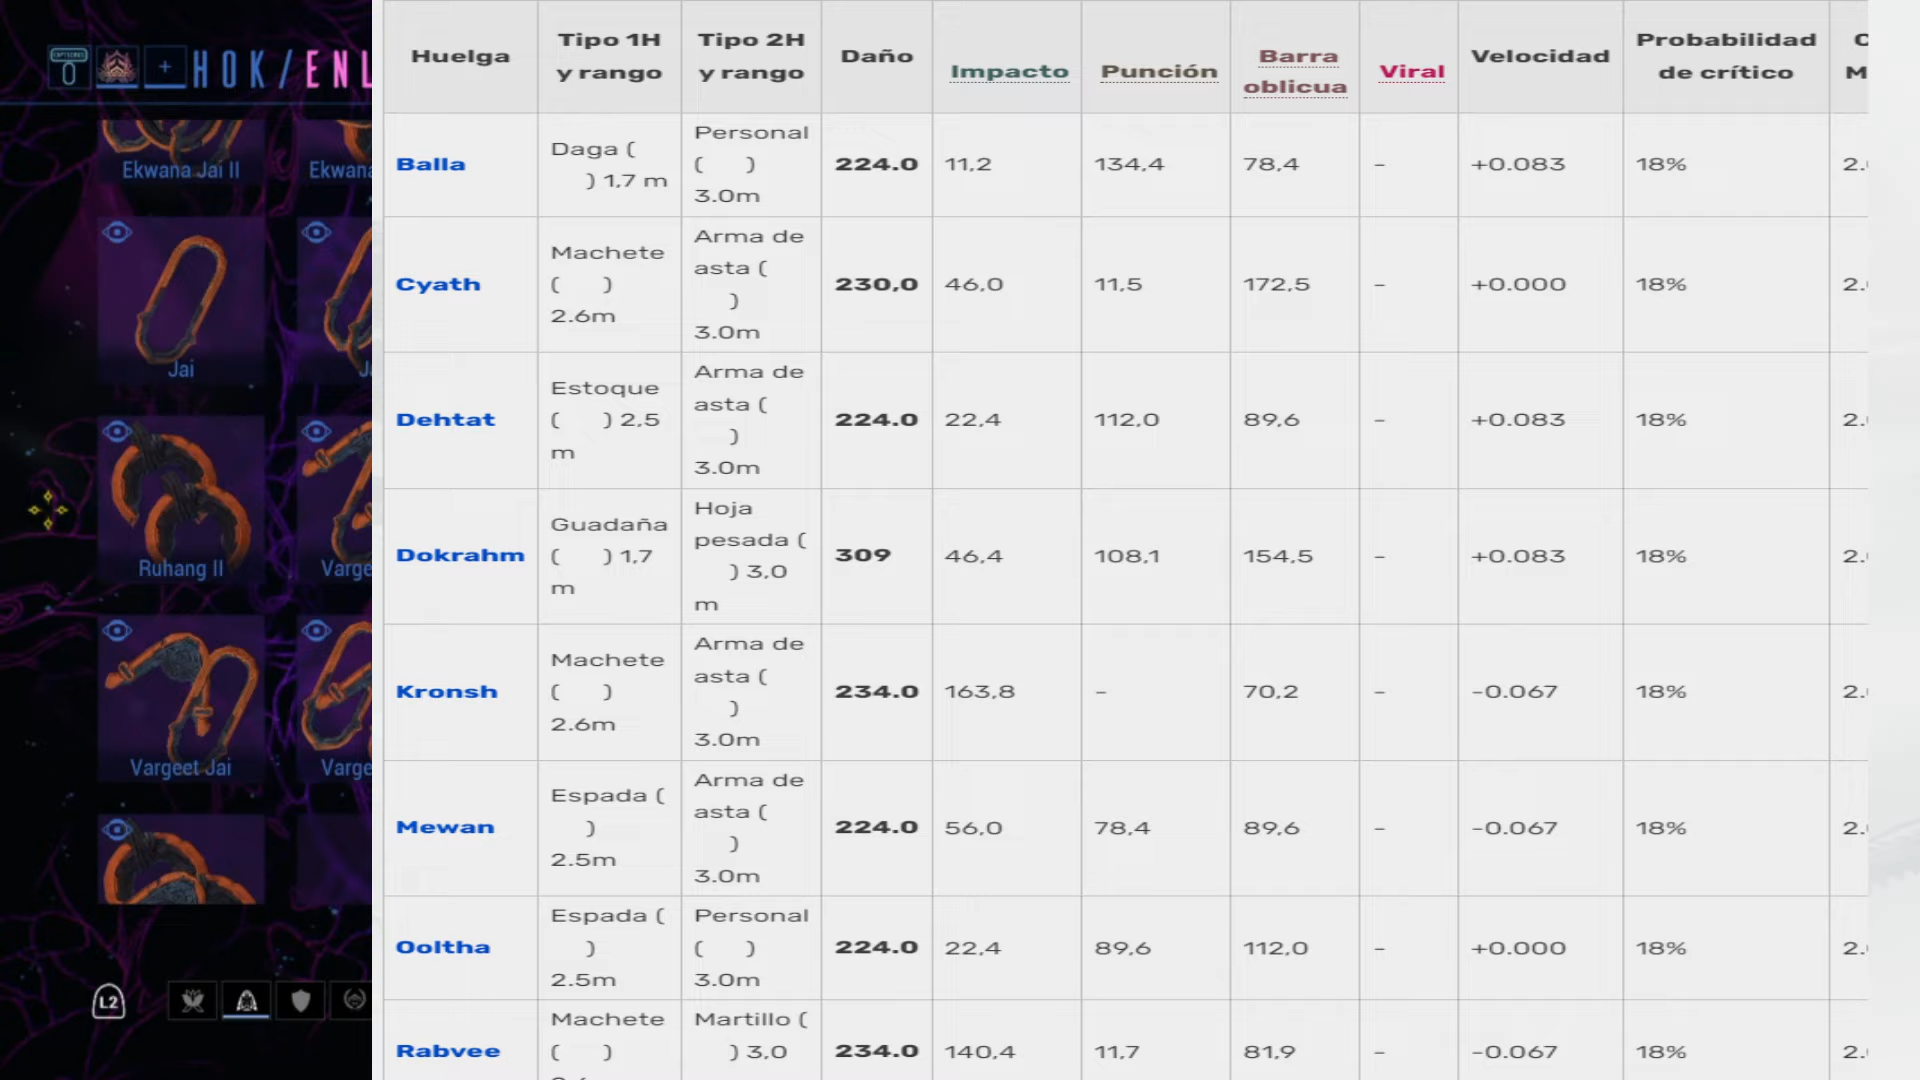 0
+
HOK/ENL
Ekwana Jai II
Ekwana
Jai
Ruhang II
Varge
Vargeet Jai
Varge
L2
Huelga
Tipo 1H y rango
Tipo 2H y rango
Daño
Impacto
Punción
Barra oblicua
Viral
Velocidad
Probabilidad de crítico
C
M
Balla
Daga ( ) 1,7 m
Personal ( ) 3.0m
224.0
11,2
134,4
78,4
-
+0.083
18%
2.
Cyath
Machete ( ) 2.6m
Arma de asta ( ) 3.0m
230,0
46,0
11,5
172,5
-
+0.000
18%
2.
Dehtat
Estoque ( ) 2,5 m
Arma de asta ( ) 3.0m
224.0
22,4
112,0
89,6
-
+0.083
18%
2.
Dokrahm
Guadaña ( ) 1,7 m
Hoja pesada ( ) 3,0 m
309
46,4
108,1
154,5
-
+0.083
18%
2.
Kronsh
Machete ( ) 2.6m
Arma de asta ( ) 3.0m
234.0
163,8
-
70,2
-
-0.067
18%
2.
Mewan
Espada ( ) 2.5m
Arma de asta ( ) 3.0m
224.0
56,0
78,4
89,6
-
-0.067
18%
2.
Ooltha
Espada ( ) 2.5m
Personal ( ) 3.0m
224.0
22,4
89,6
112,0
-
+0.000
18%
2.
Rabvee
Machete ( )
Martillo ( ) 3,0
234.0
140,4
11,7
81,9
-
-0.067
18%
2.